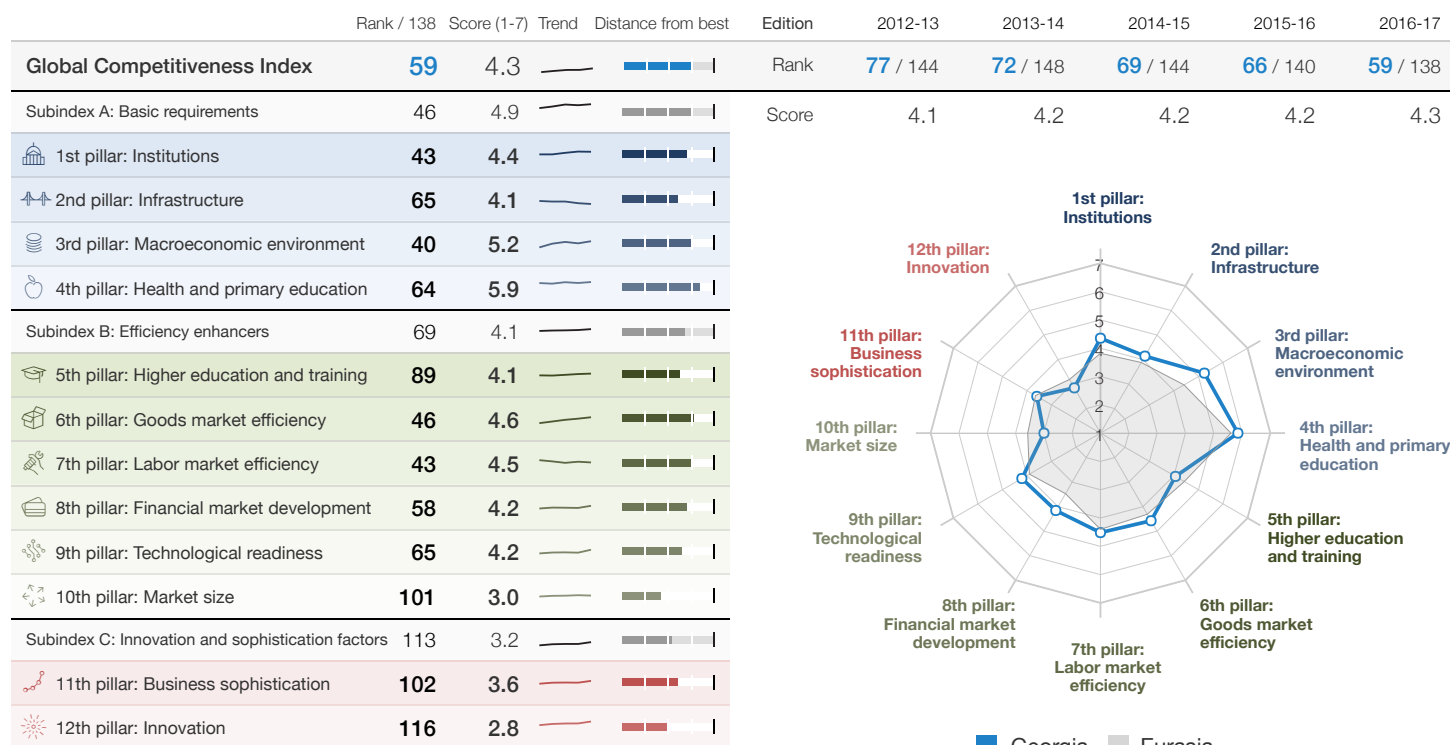 Rank / 138 Score (1-7) Trend Distance from best
Global Competitiveness Index 59 4.3
Subindex A: Basic requirements 46 4.9
1st pillar: Institutions 43 4.4
2nd pillar: Infrastructure 65 4.1
3rd pillar: Macroeconomic environment 40 5.2
4th pillar: Health and primary education 64 5.9
Subindex B: Efficiency enhancers 69 4.1
5th pillar: Higher education and training 89 4.1
6th pillar: Goods market efficiency 46 4.6
7th pillar: Labor market efficiency 43 4.5
8th pillar: Financial market development 58 4.2
9th pillar: Technological readiness 65 4.2
10th pillar: Market size 101 3.0
Subindex C: Innovation and sophistication factors 113 3.2
11th pillar: Business sophistication 102 3.6
12th pillar: Innovation 116 2.8
Edition 2012-13 2013-14 2014-15 2015-16 2016-17
Rank 77 / 144 72 / 148 69 / 144 66 / 140 59 / 138
Score 4.1 4.2 4.2 4.2 4.3
1st pillar:
Institutions
2nd pillar:
Infrastructure
3rd pillar:
Macroeconomic
environment
4th pillar:
Health and primary
education
5th pillar:
Higher education
and training
6th pillar:
Goods market
efficiency
7th pillar:
Labor market
efficiency
8th pillar:
Financial market
development
9th pillar:
Technological
readiness
10th pillar:
Market size
11th pillar:
Business
sophistication
12th pillar:
Innovation
7
6
5
4
3
2
1
Georgia Eurasia